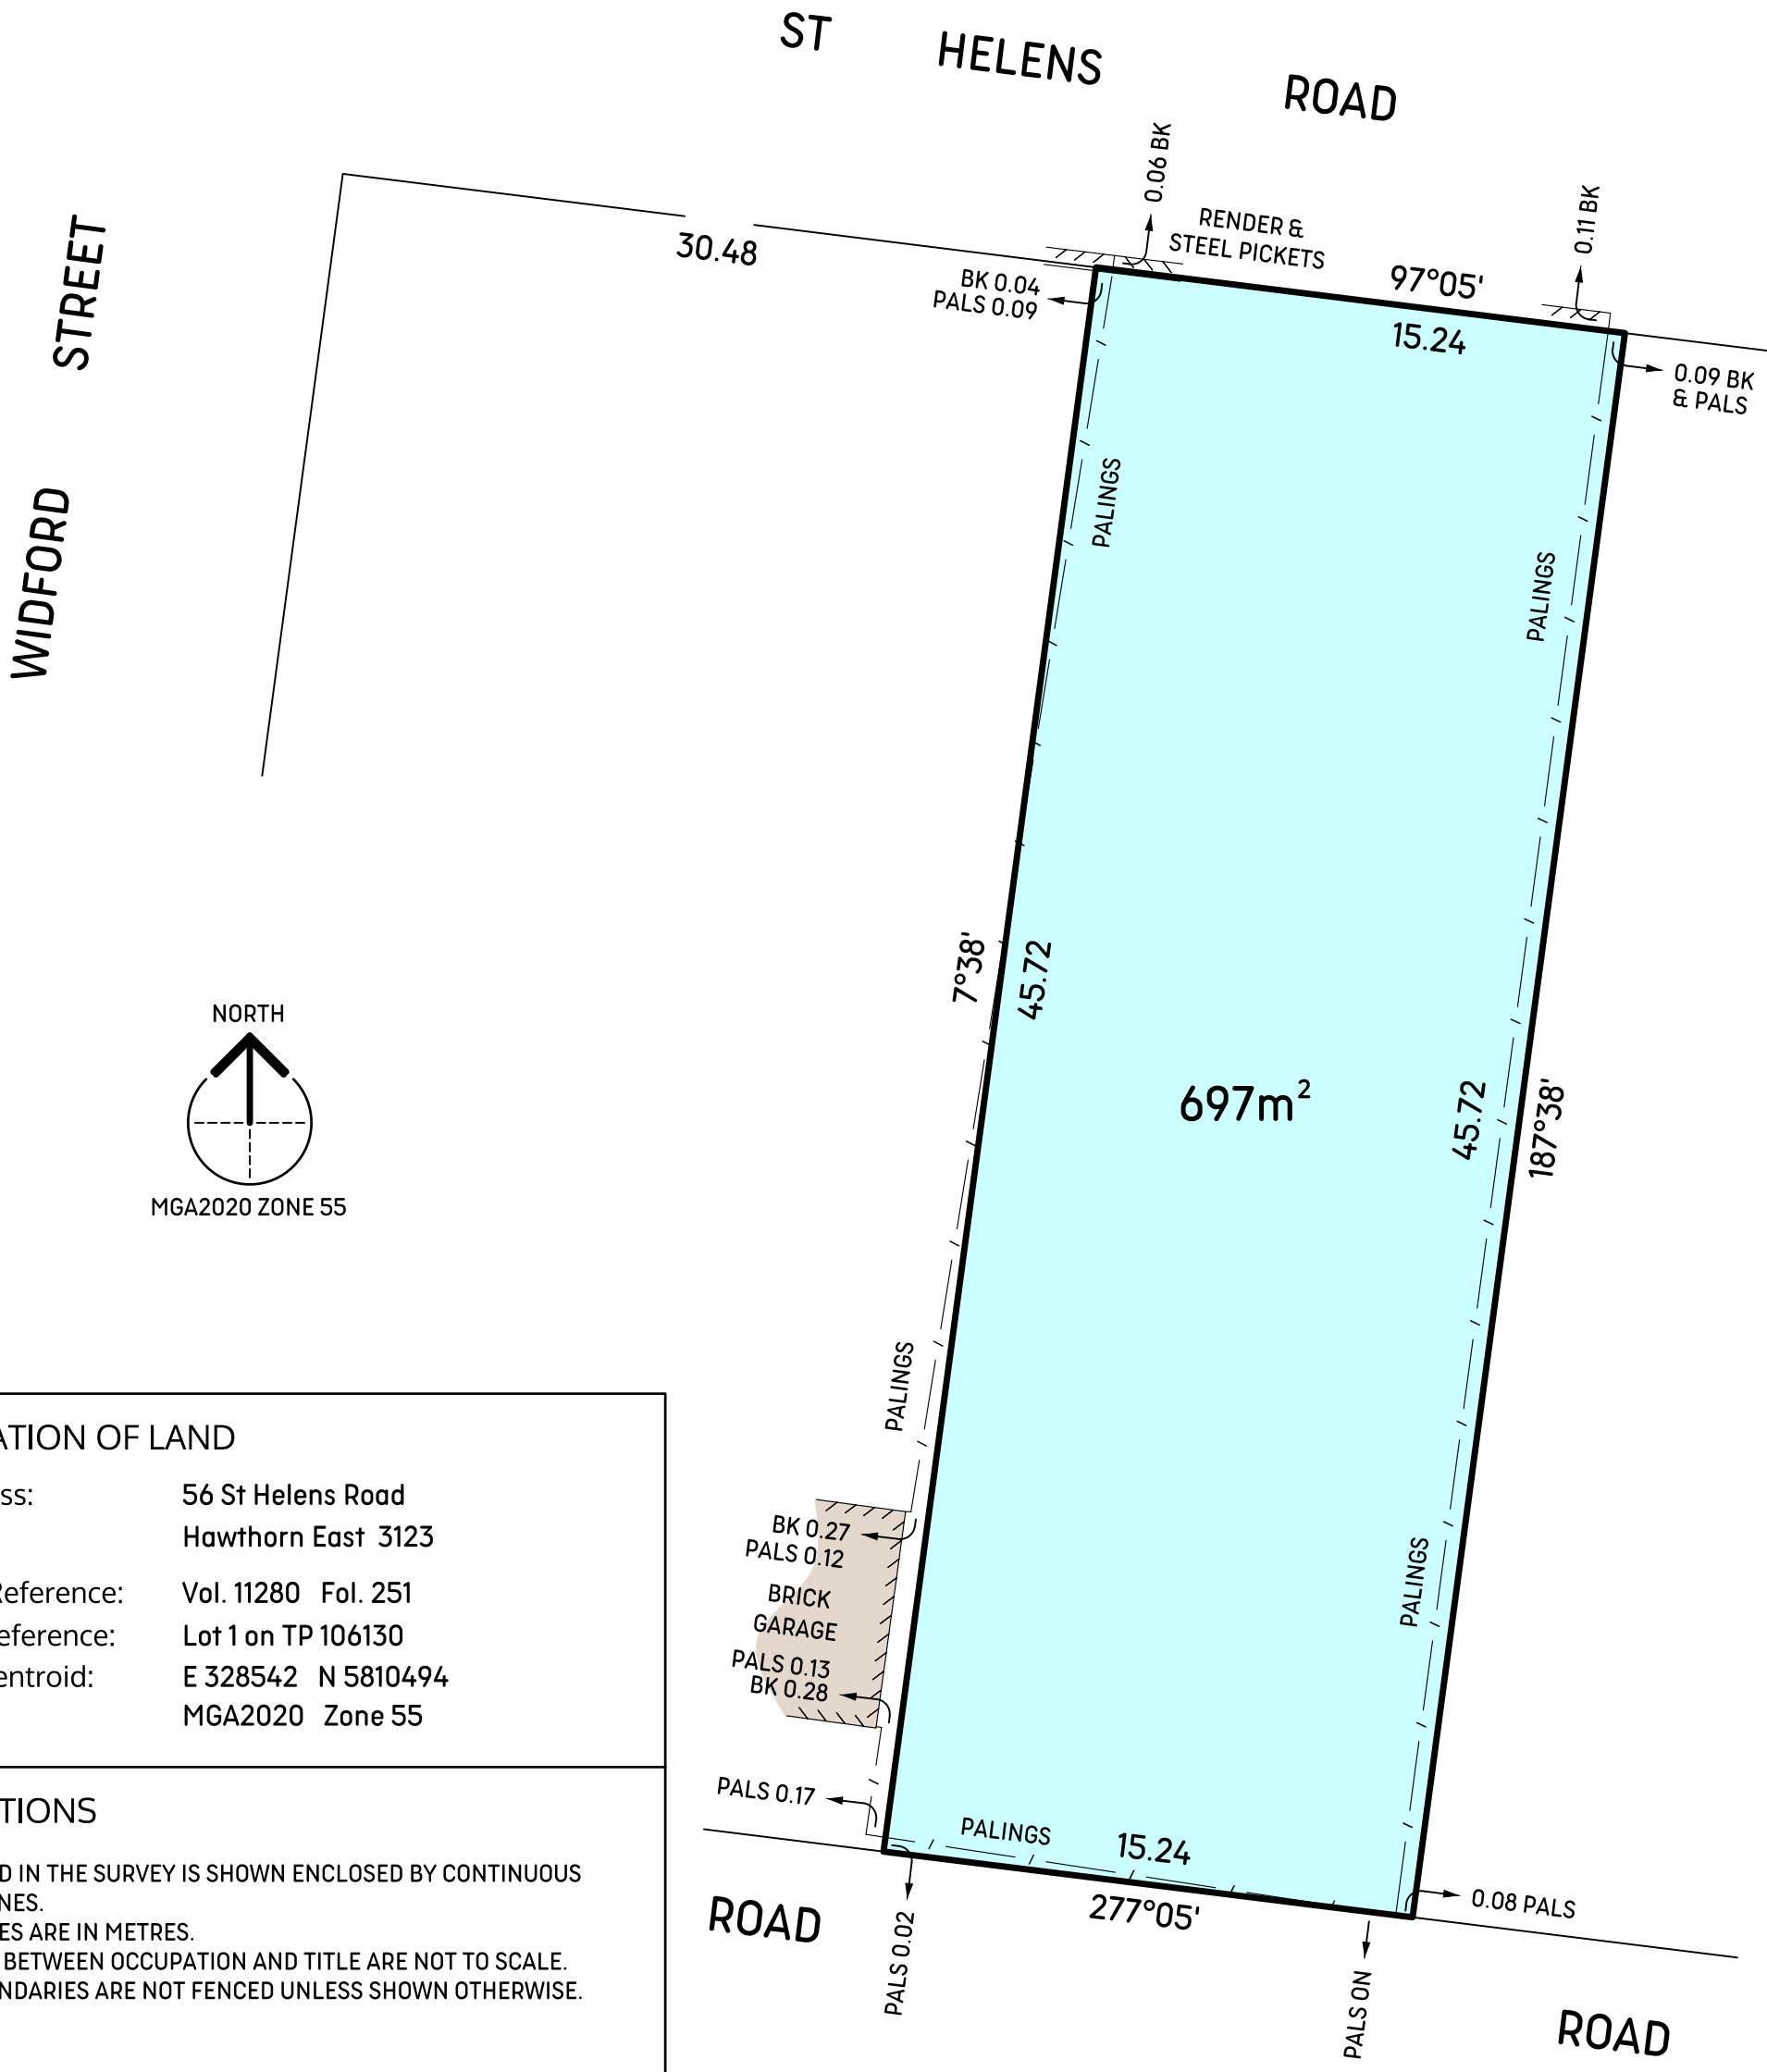 ST HELENS ROAD
WIDFORD STREET
30.48
0.06 BK
RENDER &
STEEL PICKETS
0.11 BK
BK 0.04
PALS 0.09
97°05'
15.24
0.09 BK
& PALS
PALINGS
PALINGS
7°38'
45.72
697m²
45.72
187°38'
NORTH
MGA2020 ZONE 55
PALINGS
PALINGS
BK 0.27
PALS 0.12
BRICK
GARAGE
PALS 0.13
BK 0.28
PALS 0.17
PALINGS
15.24
277°05'
0.08 PALS
PALS 0.02
PALS ON
ROAD
ROAD
ATION OF LAND
ss: 56 St Helens Road
Hawthorn East 3123
Reference: Vol. 11280 Fol. 251
eference: Lot 1 on TP 106130
entroid: E 328542 N 5810494
MGA2020 Zone 55
TIONS
D IN THE SURVEY IS SHOWN ENCLOSED BY CONTINUOUS
NES.
ES ARE IN METRES.
BETWEEN OCCUPATION AND TITLE ARE NOT TO SCALE.
NDARIES ARE NOT FENCED UNLESS SHOWN OTHERWISE.